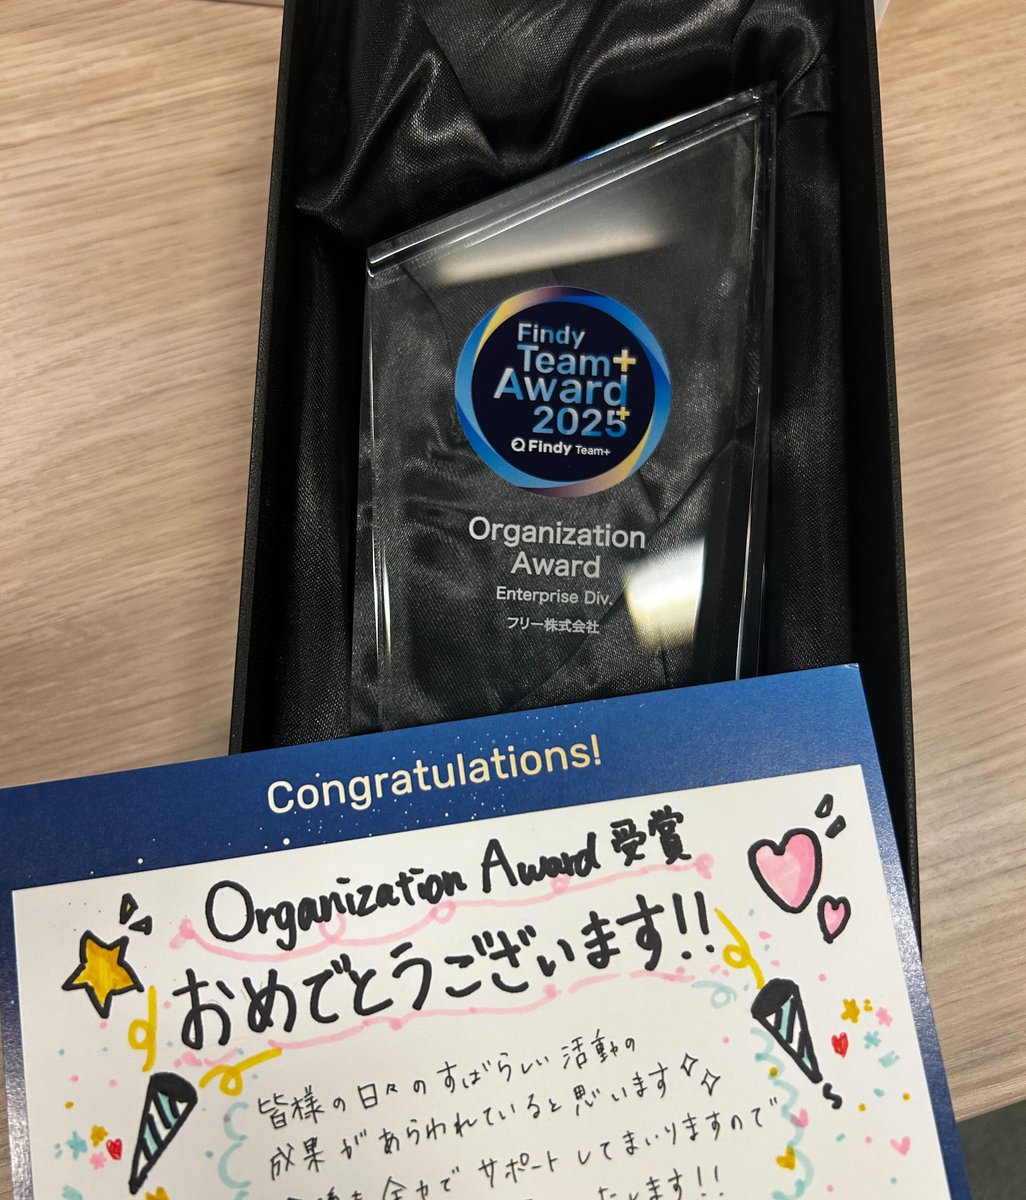 Findy
Team+
Award
2025+
Findy Team+
Organization
Award
Enterprise Div.
フリー株式会社
Congratulations!
Organization Award 受賞
おめでとうございます!!
皆様の日々のすばらしい活動の
成果があらわれていると思います
全力でサポートしてまいりますので
たします!!